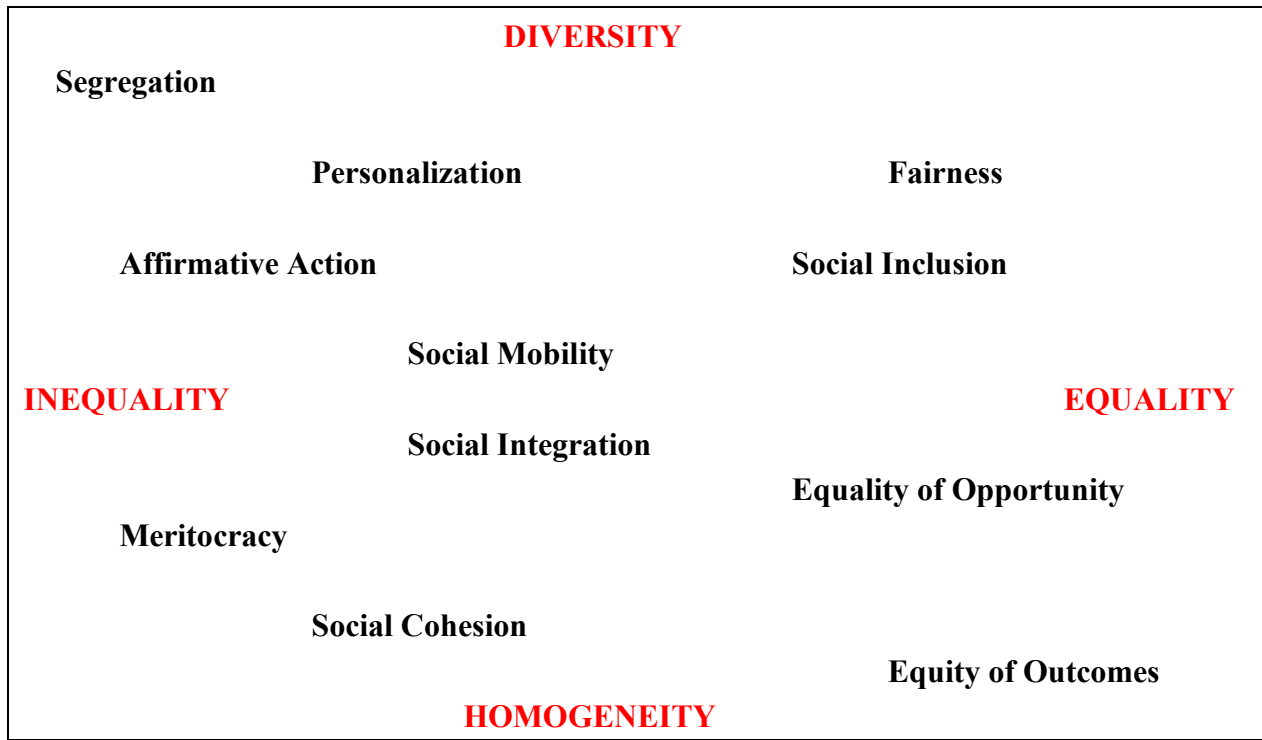 DIVERSITY
Segregation
Personalization Fairness
Affirmative Action Social Inclusion
Social Mobility
INEQUALITY EQUALITY
Social Integration
Equality of Opportunity
Meritocracy
Social Cohesion
Equity of Outcomes
HOMOGENEITY